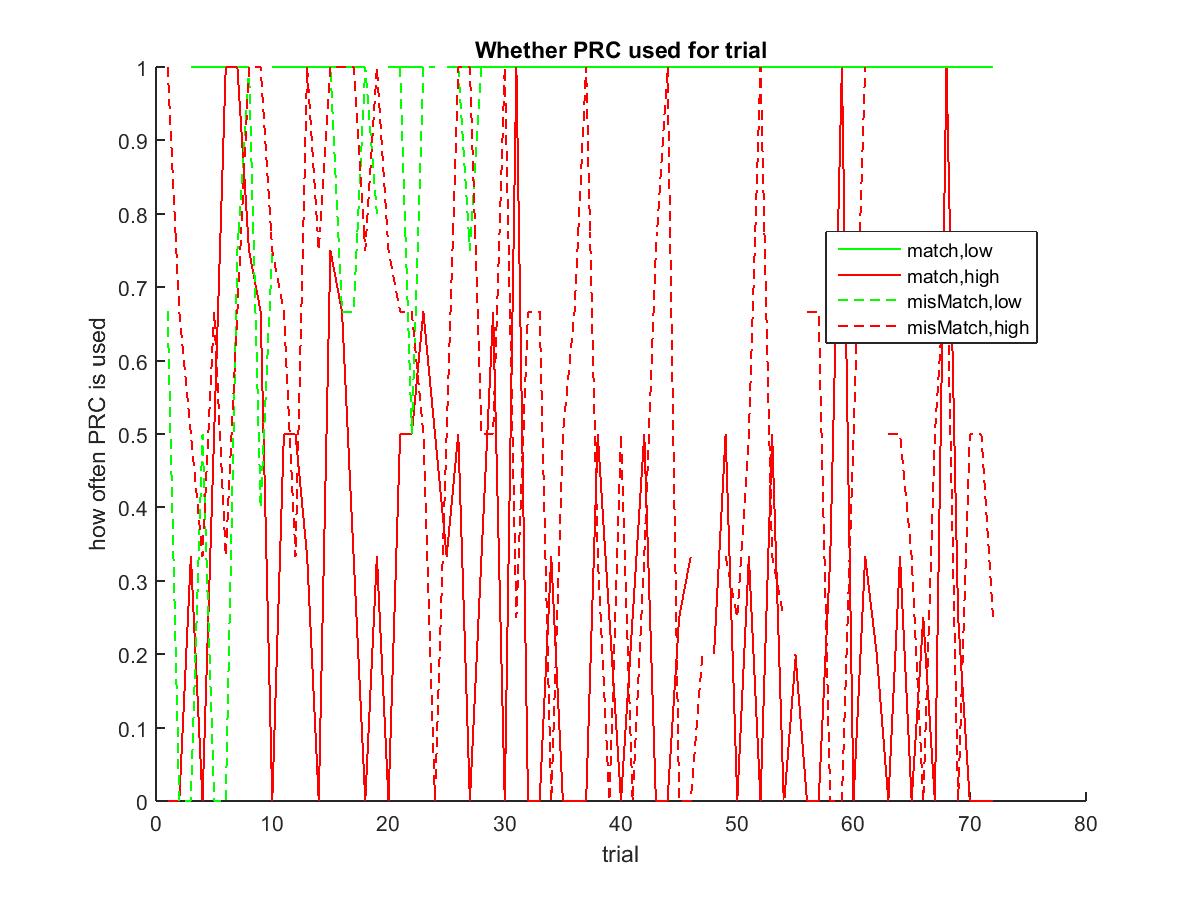 Whether PRC used for trial
how often PRC is used
1
0.9
0.8
0.7
0.6
0.5
0.4
0.3
0.2
0.1
0
match,low
match,high
misMatch,low
misMatch,high
0 10 20 30 40 50 60 70 80
trial